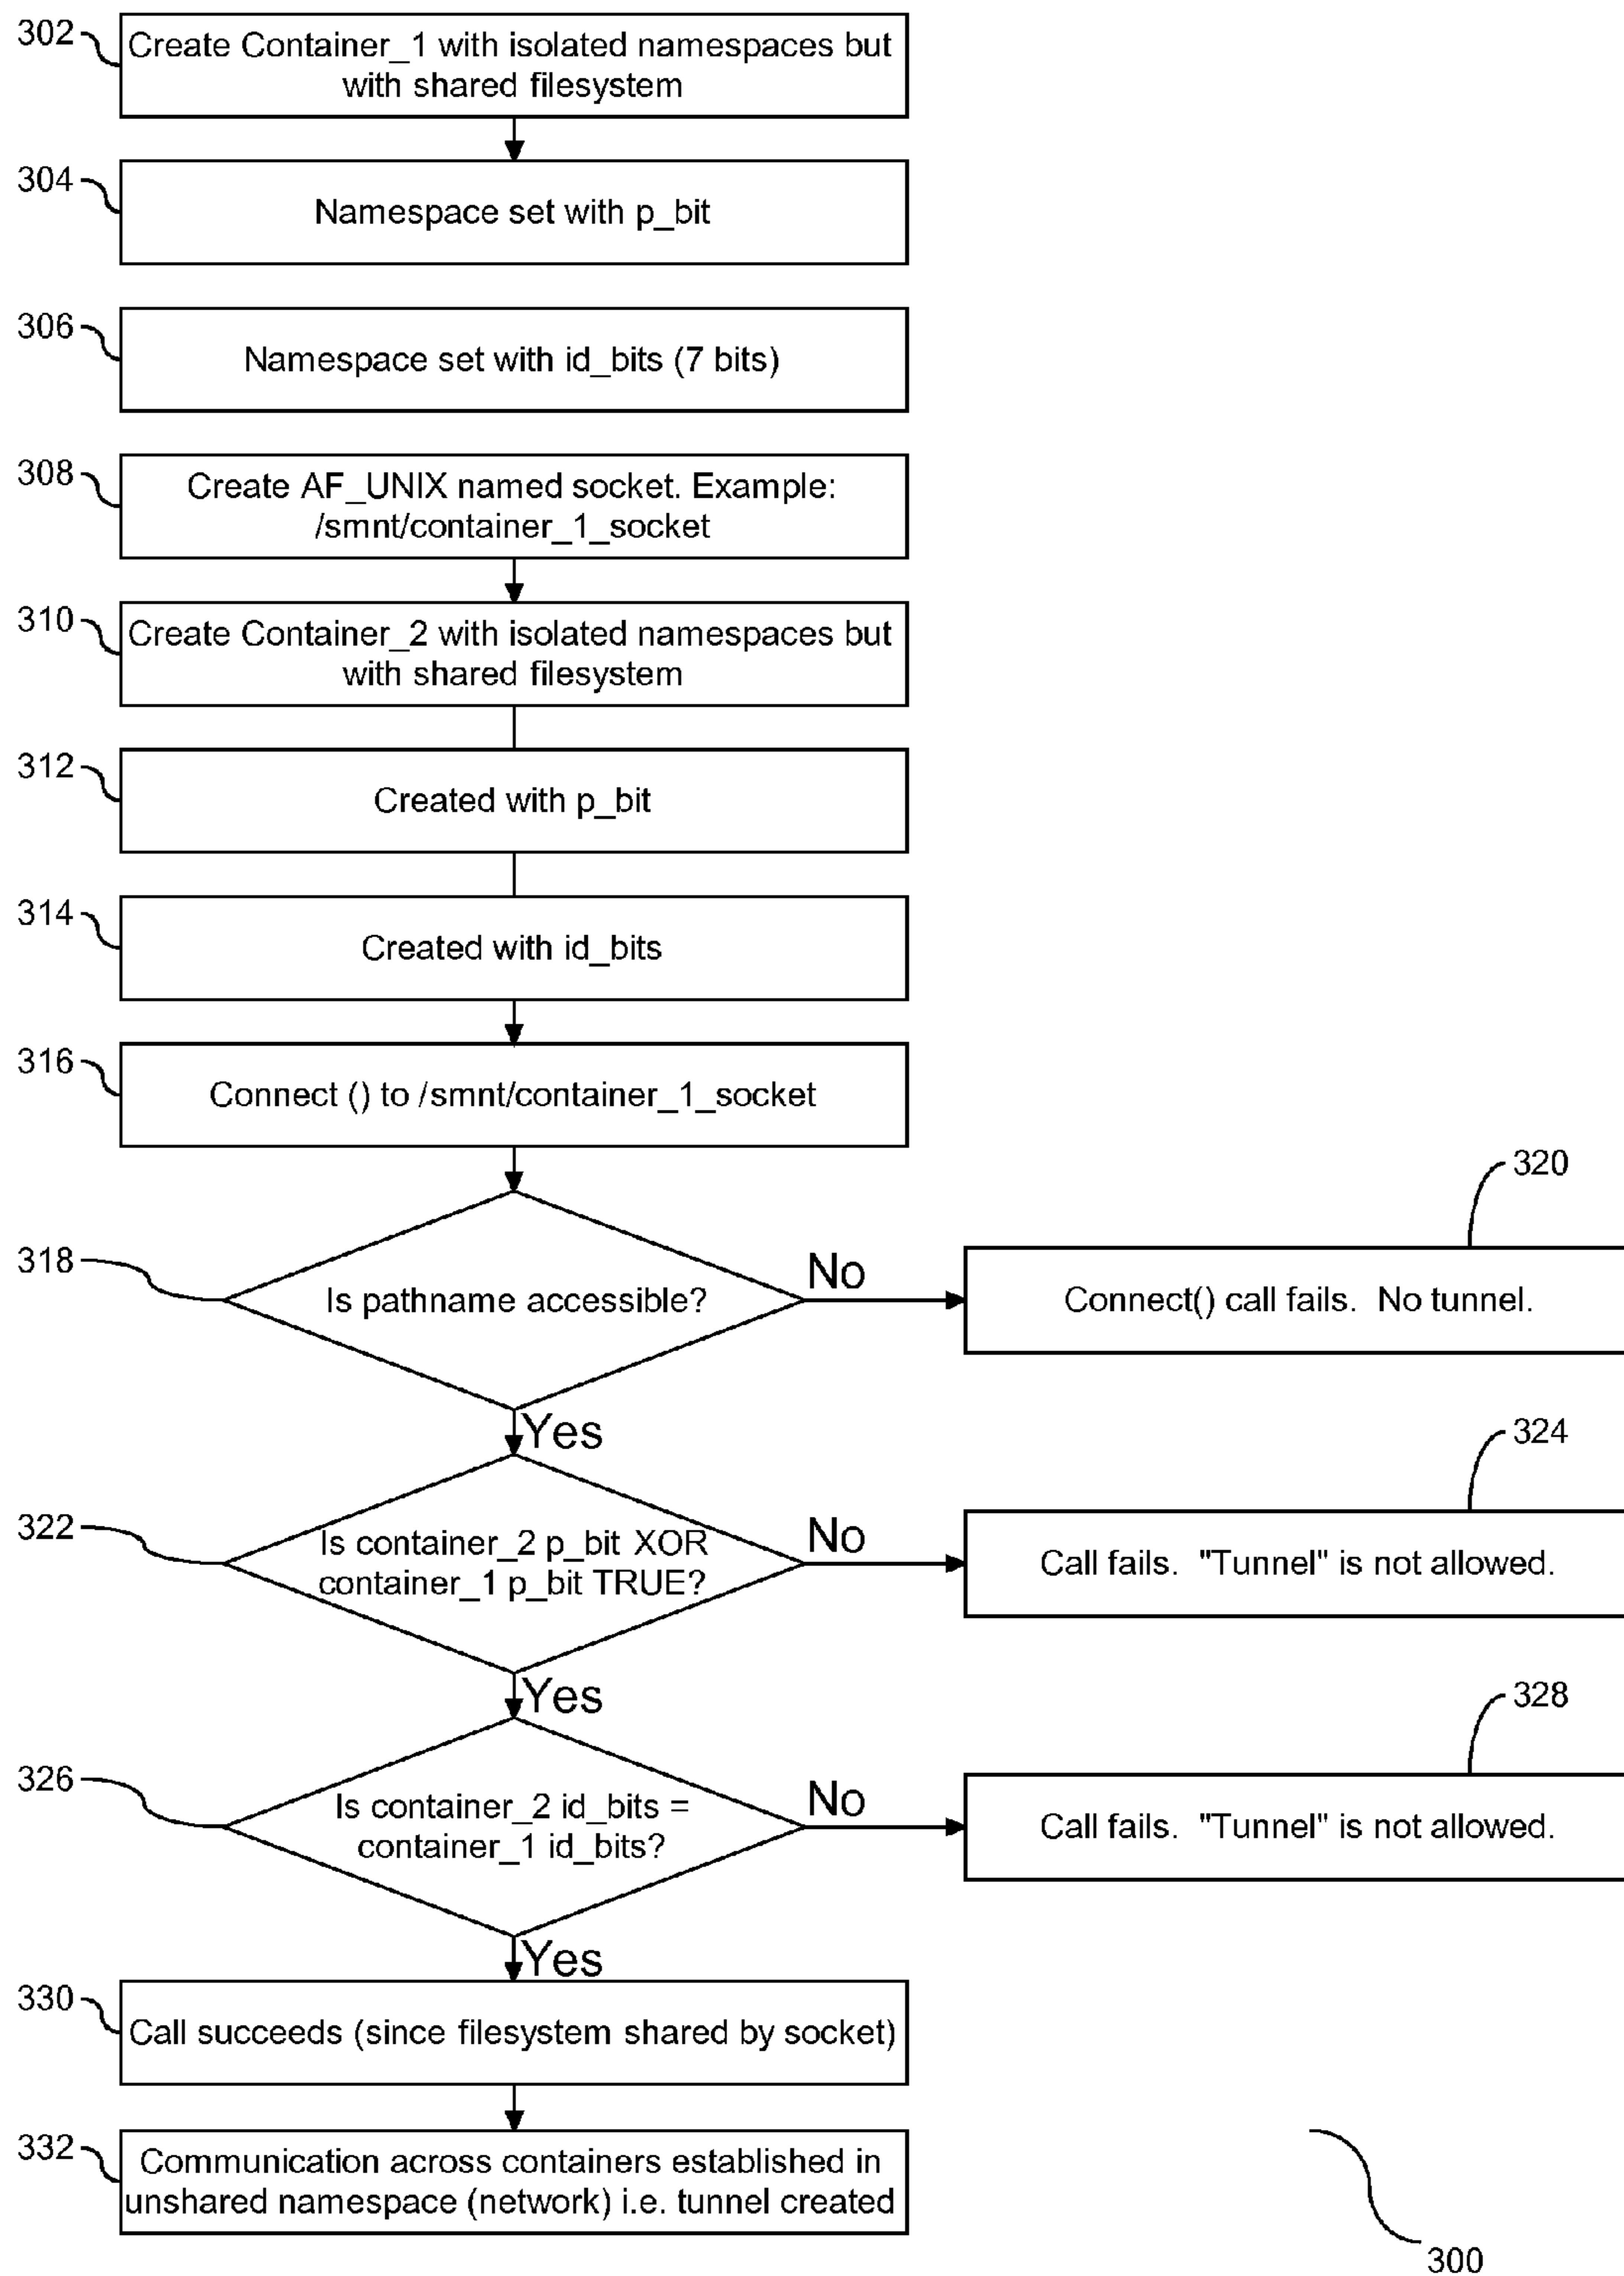 302
Create Container_1 with isolated namespaces but
with shared filesystem
304
Namespace set with p_bit
306
Namespace set with id_bits (7 bits)
308
Create AF_UNIX named socket. Example:
/smnt/container_1_socket
310
Create Container_2 with isolated namespaces but
with shared filesystem
312
Created with p_bit
314
Created with id_bits
316
Connect () to /smnt/container_1_socket
318
Is pathname accessible?
No
320
Connect() call fails. No tunnel.
Yes
322
Is container_2 p_bit XOR
container_1 p_bit TRUE?
No
324
Call fails. "Tunnel" is not allowed.
Yes
326
Is container_2 id_bits =
container_1 id_bits?
No
328
Call fails. "Tunnel" is not allowed.
Yes
330
Call succeeds (since filesystem shared by socket)
332
Communication across containers established in
unshared namespace (network) i.e. tunnel created
300